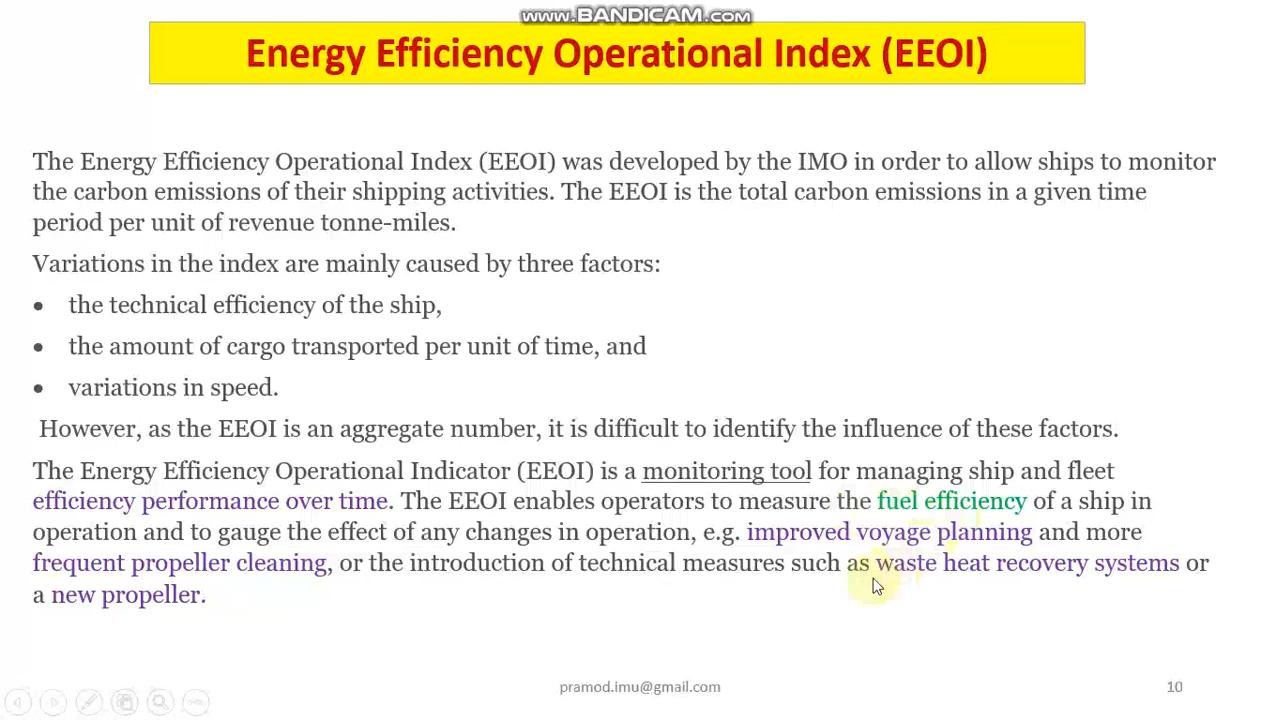 www.BANDICAM.com
Energy Efficiency Operational Index (EEOI)
The Energy Efficiency Operational Index (EEOI) was developed by the IMO in order to allow ships to monitor
the carbon emissions of their shipping activities. The EEOI is the total carbon emissions in a given time
period per unit of revenue tonne-miles.
Variations in the index are mainly caused by three factors:
• the technical efficiency of the ship,
• the amount of cargo transported per unit of time, and
• variations in speed.
However, as the EEOI is an aggregate number, it is difficult to identify the influence of these factors.
The Energy Efficiency Operational Indicator (EEOI) is a monitoring tool for managing ship and fleet
efficiency performance over time. The EEOI enables operators to measure the fuel efficiency of a ship in
operation and to gauge the effect of any changes in operation, e.g. improved voyage planning and more
frequent propeller cleaning, or the introduction of technical measures such as waste heat recovery systems or
a new propeller.
pramod.imu@gmail.com
10